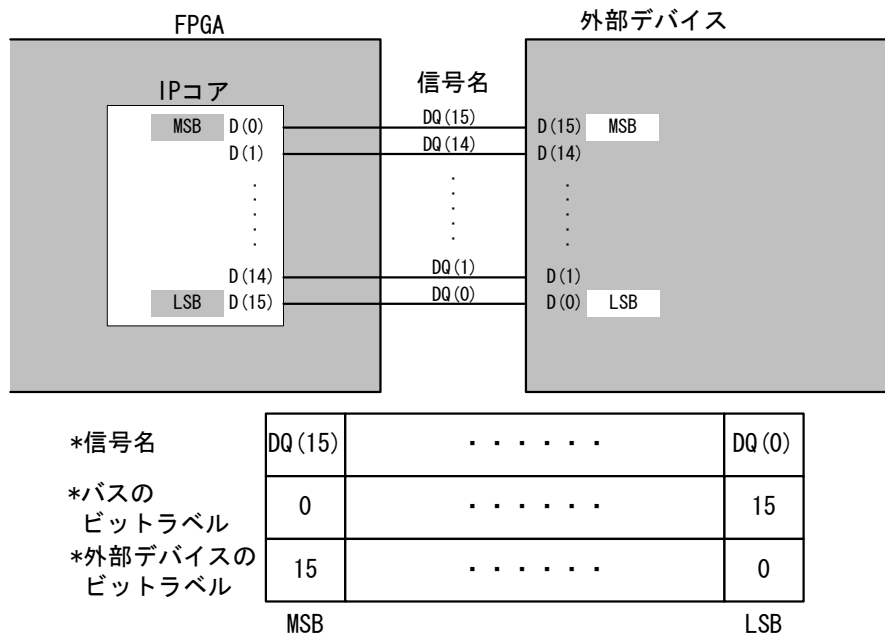 FPGA
外部デバイス
IPコア
信号名
MSB D(0) DQ(15) D(15) MSB
D(1) DQ(14) D(14)
D(14) DQ(1) D(1)
LSB D(15) DQ(0) D(0) LSB
*信号名 DQ(15) ・・・・・・ DQ(0)
*バスの
ビットラベル 0 ・・・・・・ 15
*外部デバイスの
ビットラベル 15 ・・・・・・ 0
MSB LSB